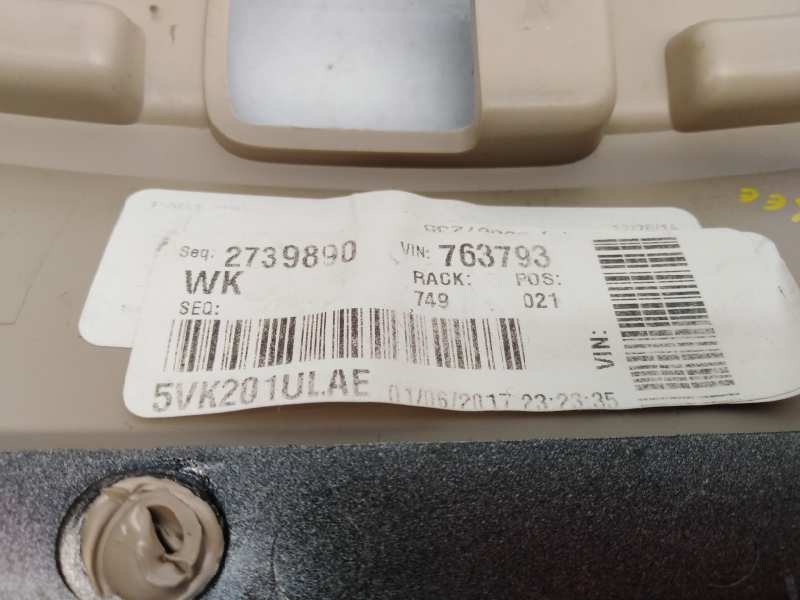 Seq. 2739890 VIN: 763793
WK RACK: POS:
SEQ: 749 021
5VK201ULAE 01/06/2017 23:23:35
VIN: